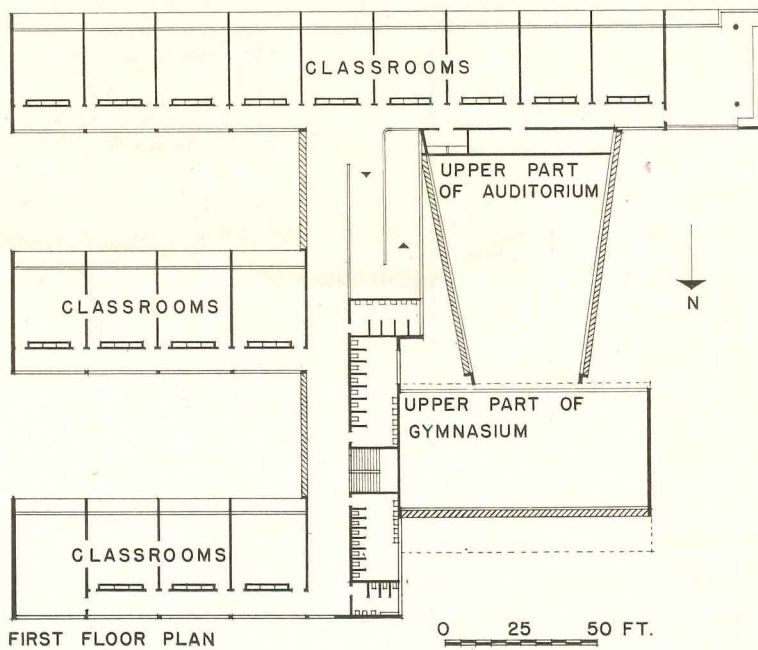 CLASSROOMS
UPPER PART
OF AUDITORIUM
N
CLASSROOMS
UPPER PART OF
GYMNASIUM
CLASSROOMS
FIRST FLOOR PLAN
0 25 50 FT.